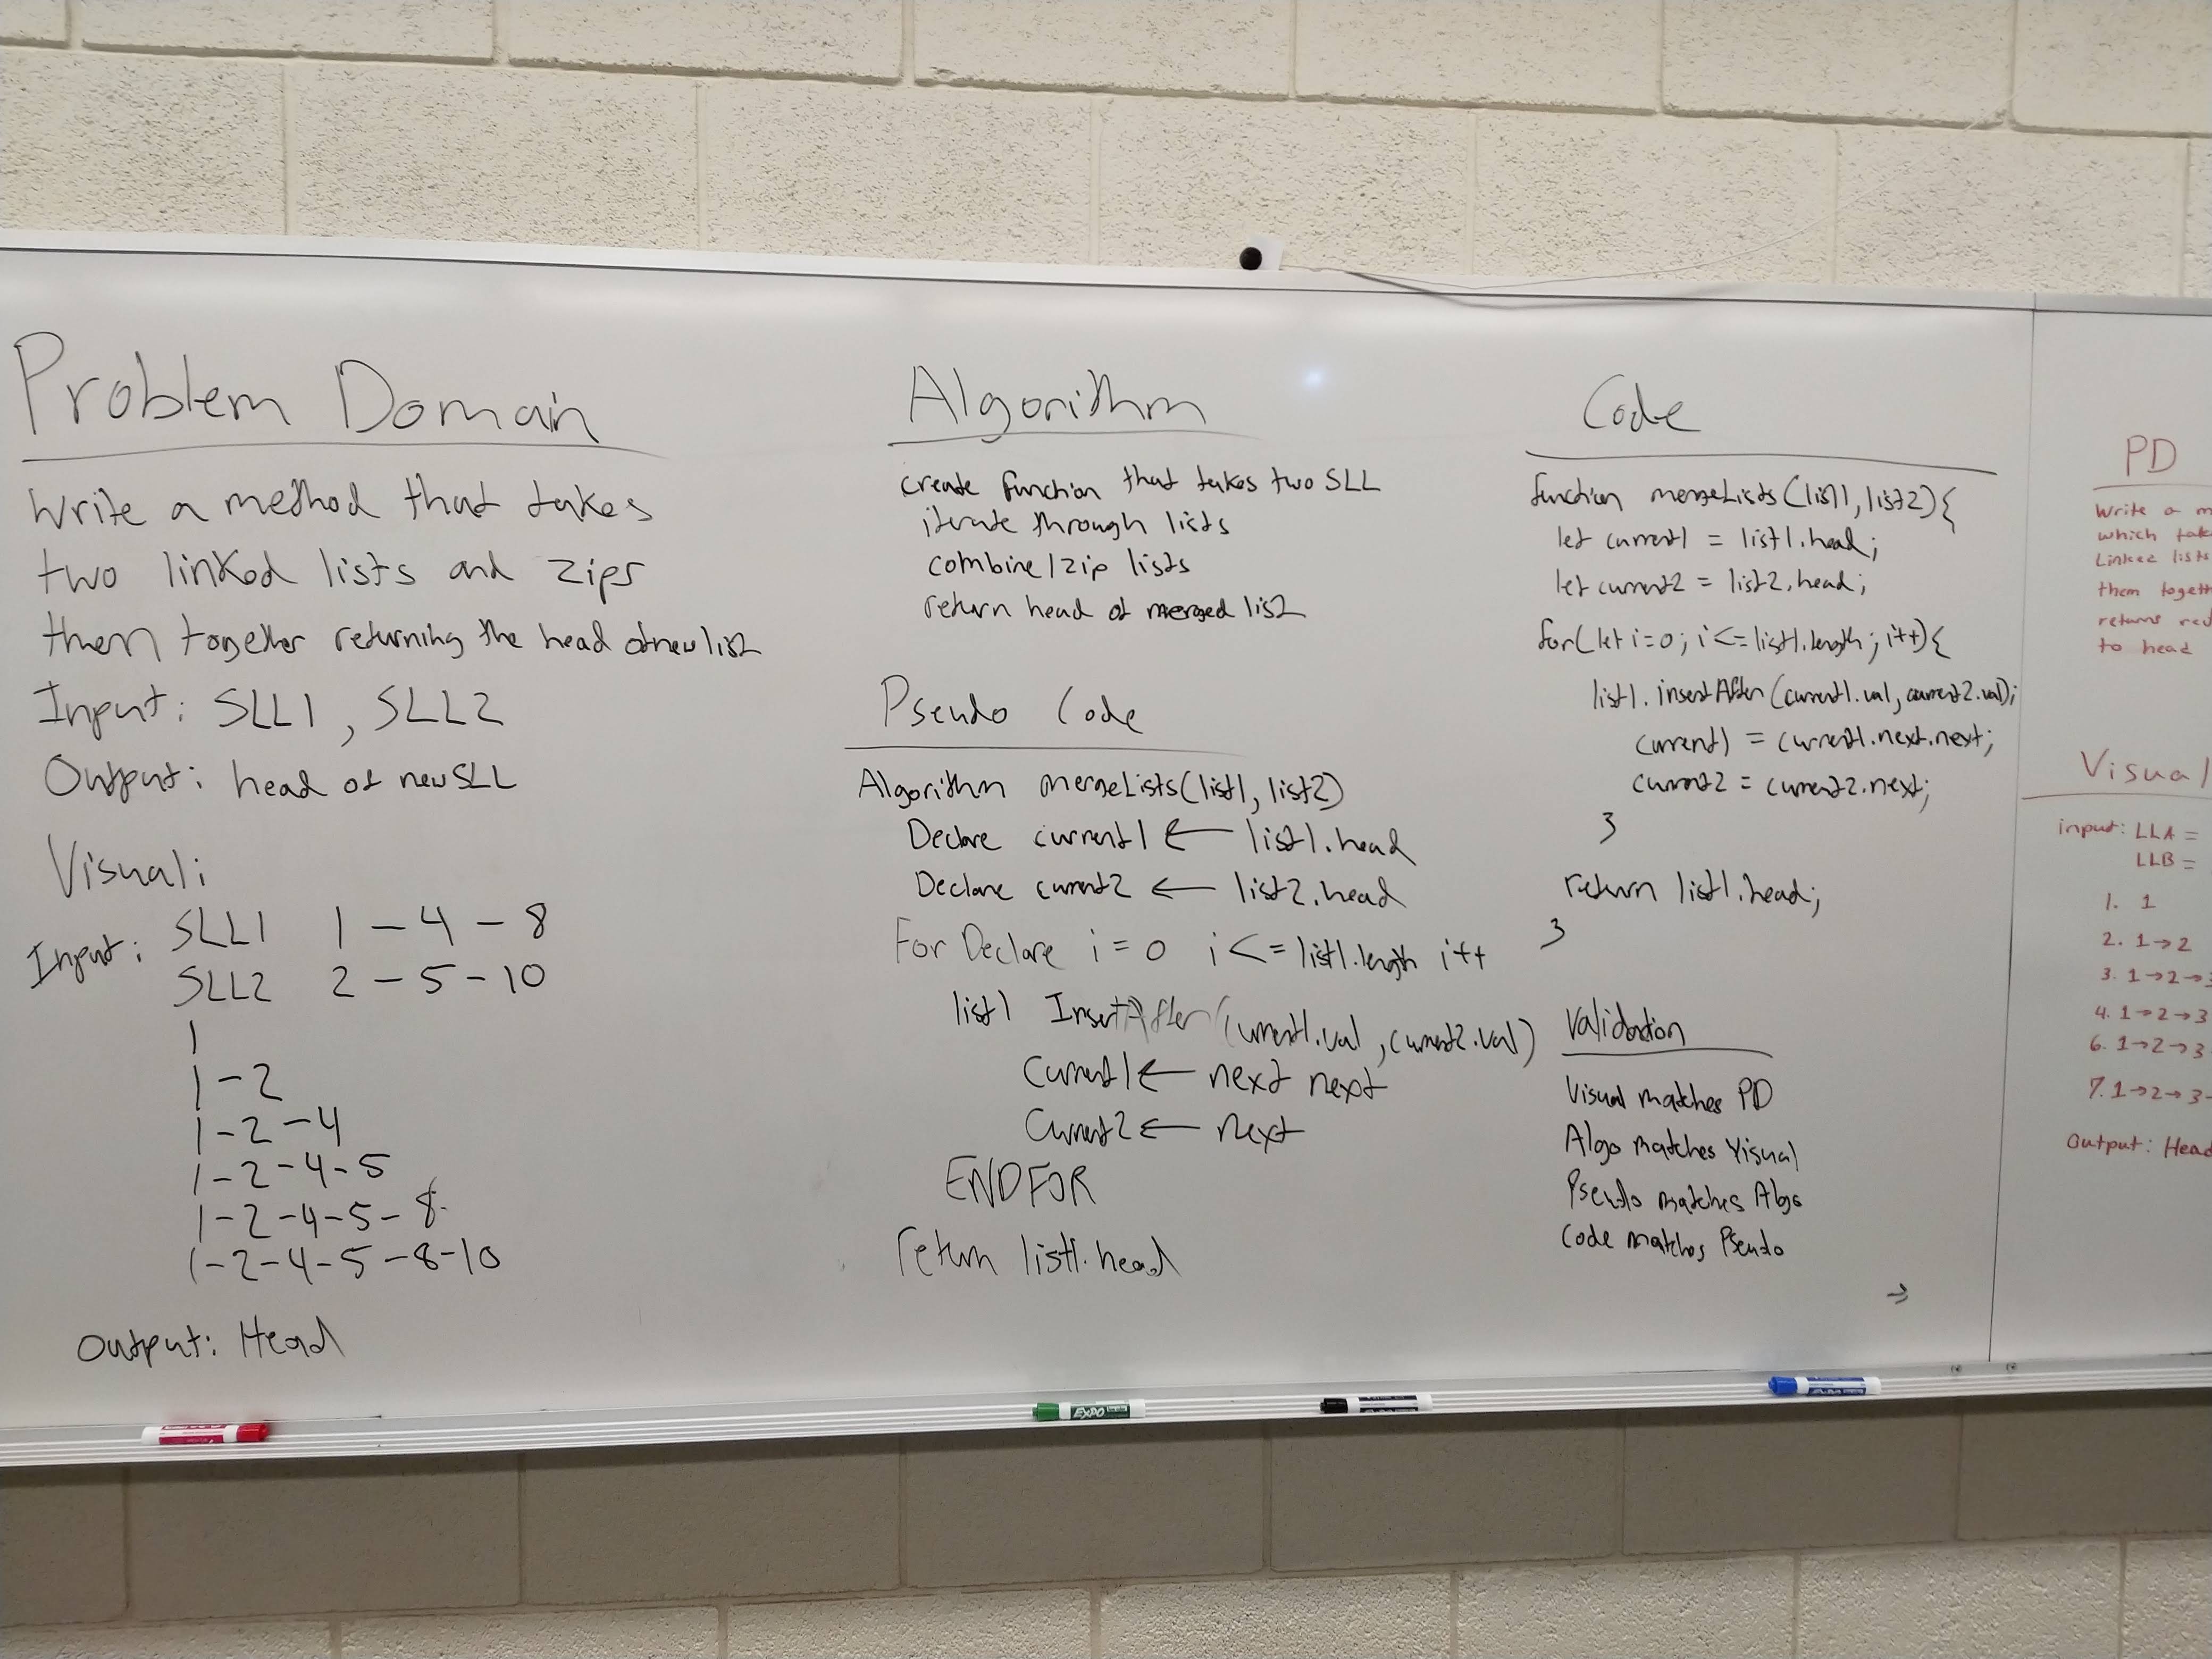 Problem Domain
Write a method that takes
two linked lists and zips
them together returning the head of new list
Input: SLL1, SLL2
Output: head of new SLL
Visual:
Input: SLL1 1 - 4 - 8
SLL2 2 - 5 - 10
1
1 - 2
1 - 2 - 4
1 - 2 - 4 - 5
1 - 2 - 4 - 5 - 8
1 - 2 - 4 - 5 - 8 - 10
Output: Head
Algorithm
create function that takes two SLL
iterate through lists
combine/zip lists
return head of merged list
Pseudo Code
Algorithm mergeLists(list1, list2)
Declare current1 ← list1.head
Declare current2 ← list2.head
For Declare i = 0 i <= list1.length i++
list1 InsertAfter(current1.val, current2.val)
Current1 ← next next
Current2 ← next
ENDFOR
return list1.head
Code
function mergeLists(list1, list2){
let current1 = list1.head;
let current2 = list2.head;
for(let i=0; i<=list1.length; i++){
list1.insertAfter(current1.val, current2.val);
current1 = current1.next.next;
current2 = current2.next;
}
return list1.head;
}
Validation
Visual matches PD
Algo matches Visual
Pseudo matches Algo
Code matches Pseudo
→
PD
Write a m
which tak
Linked lists
them togeth
returns
to head
Visual
input: LLA =
LLB =
1. 1
2. 1→2
3. 1→2→3
4. 1→2→3
6. 1→2→3
7. 1→2→3-
Output: Head
EXPO